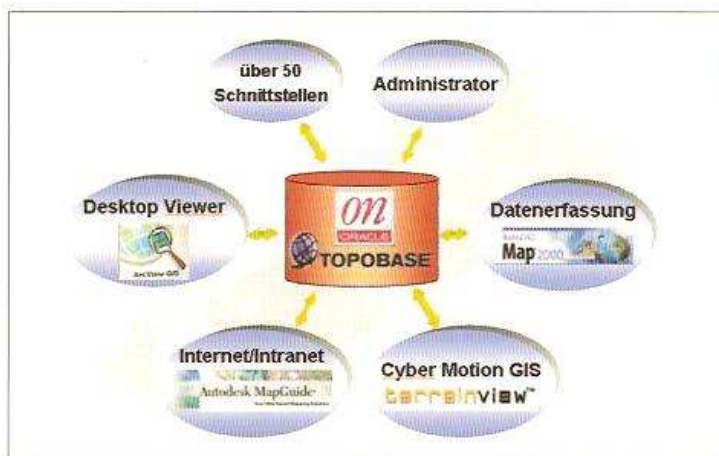 über 50
Schnittstellen
Administrator
Desktop Viewer
ArcView GIS
on
ORACLE
TOPOBASE
Datenerfassung
Map 2000
Internet/Intranet
Autodesk MapGuide
Cyber Motion GIS
terrainview™